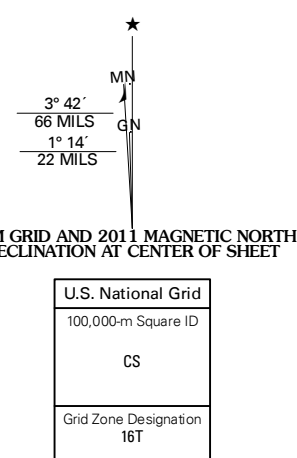 ★
MN
3° 42´
66 MILS
GN
1° 14´
22 MILS
M GRID AND 2011 MAGNETIC NORTH
ECLINATION AT CENTER OF SHEET
U.S. National Grid
100,000-m Square ID
CS
Grid Zone Designation
16T